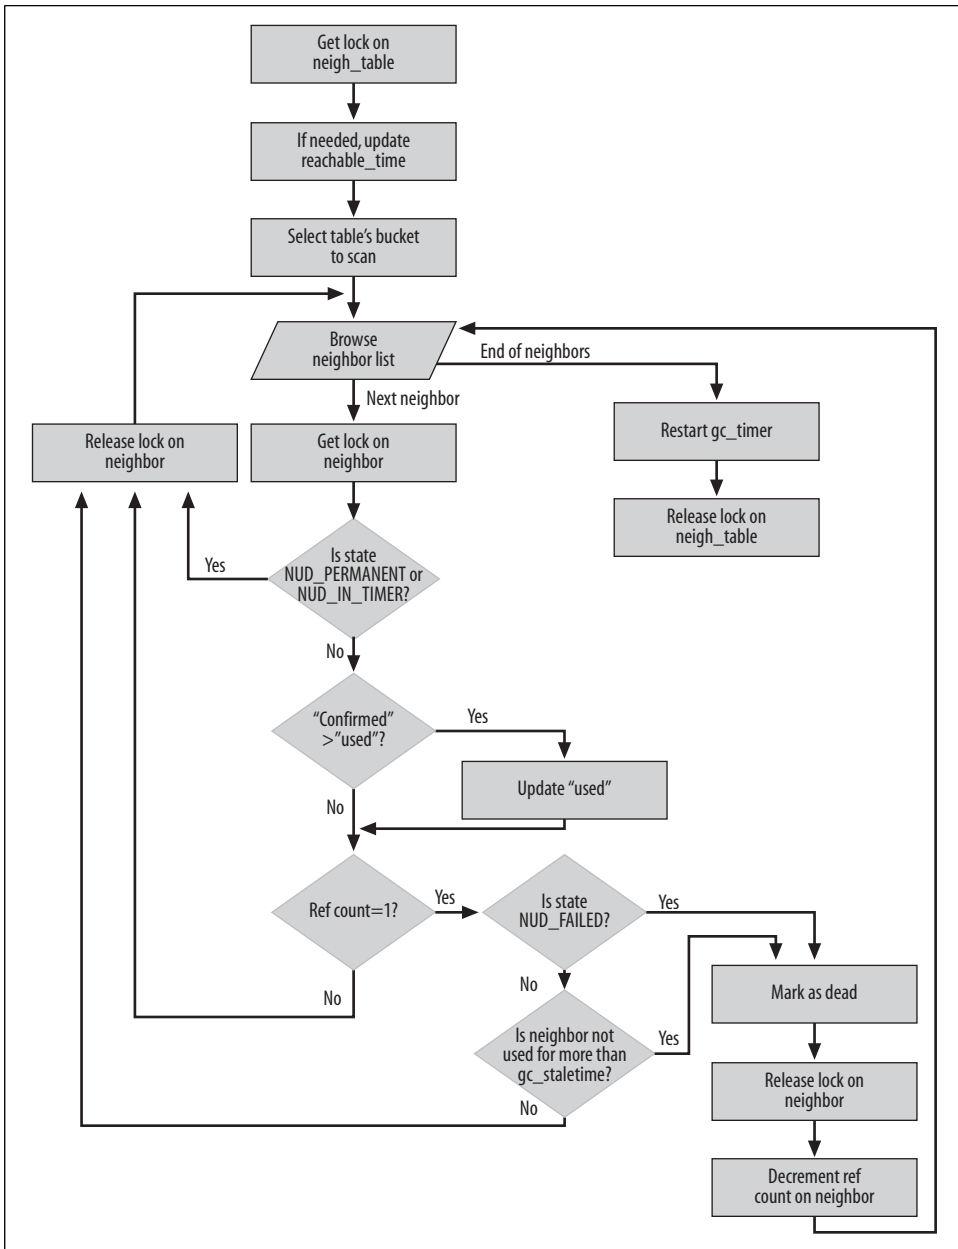 Get lock on
neigh_table
If needed, update
reachable_time
Select table's bucket
to scan
Browse
neighbor list
End of neighbors
Next neighbor
Restart gc_timer
Release lock on
neighbor
Get lock on
neighbor
Release lock on
neigh_table
Is state
NUD_PERMANENT or
NUD_IN_TIMER?
Yes
No
“Confirmed”
>”used”?
Yes
Update “used”
No
Ref count=1?
Yes
Is state
NUD_FAILED?
Yes
No
No
Mark as dead
Is neighbor not
used for more than
gc_staletime?
Yes
No
Release lock on
neighbor
Decrement ref
count on neighbor